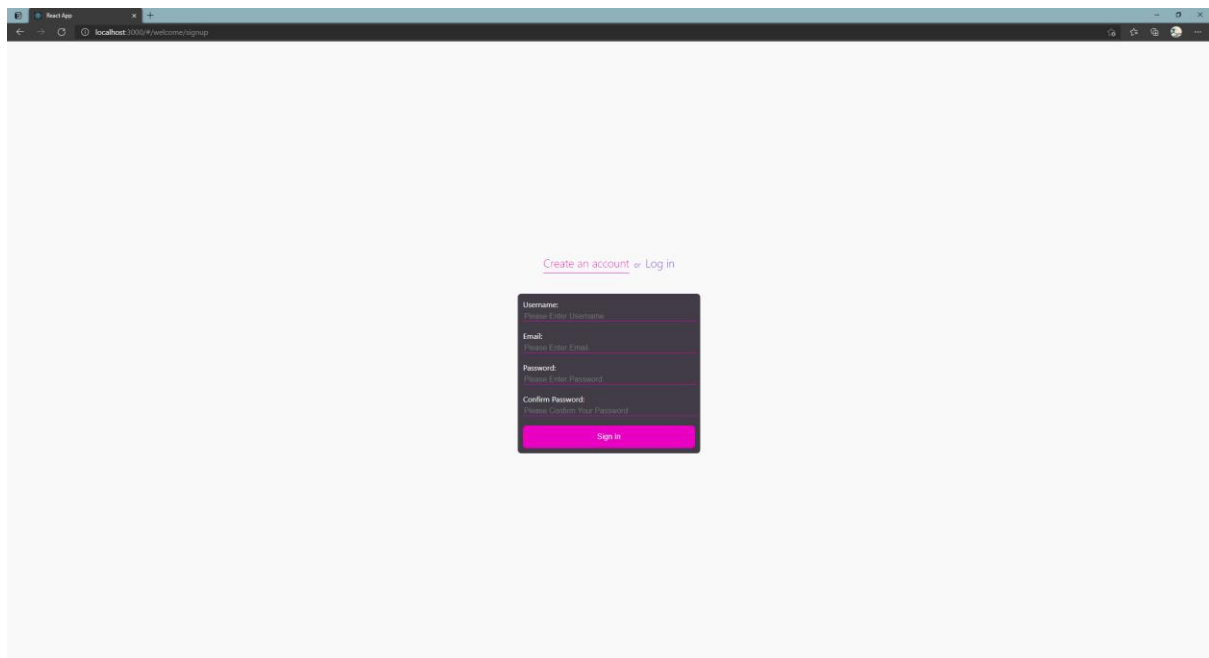 React App
localhost:3000/#/welcome/signup
Create an account or Log in
Username:
Please Enter Username
Email:
Please Enter Email
Password:
Please Enter Password
Confirm Password:
Please Confirm Your Password
Sign In